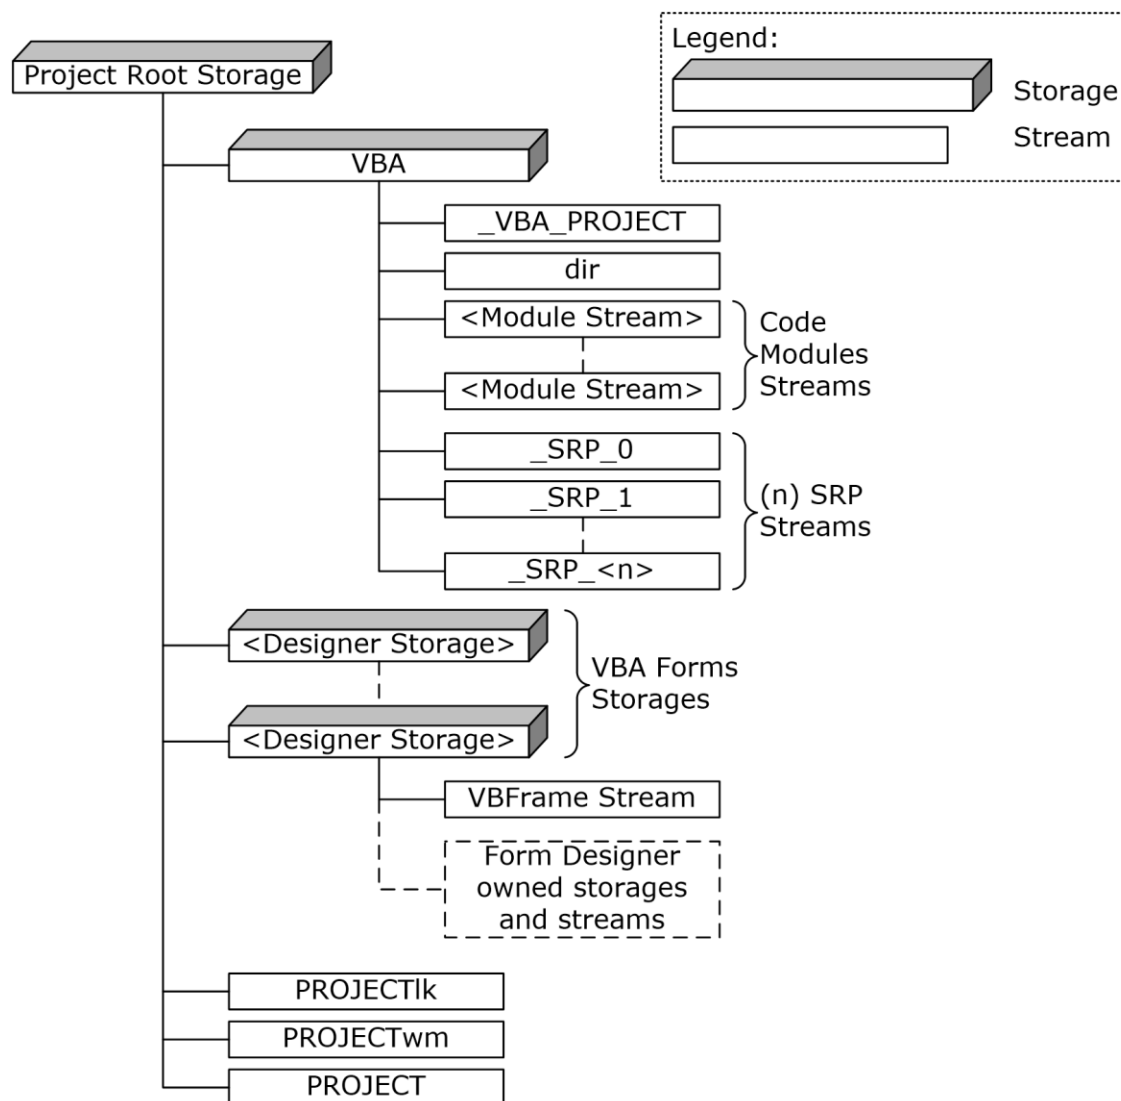 Project Root Storage
Legend:
Storage
Stream
VBA
_VBA_PROJECT
dir
<Module Stream>
<Module Stream>
Code
Modules
Streams
_SRP_0
_SRP_1
_SRP_<n>
(n) SRP
Streams
<Designer Storage>
<Designer Storage>
VBA Forms
Storages
VBFrame Stream
Form Designer
owned storages
and streams
PROJECTlk
PROJECTwm
PROJECT